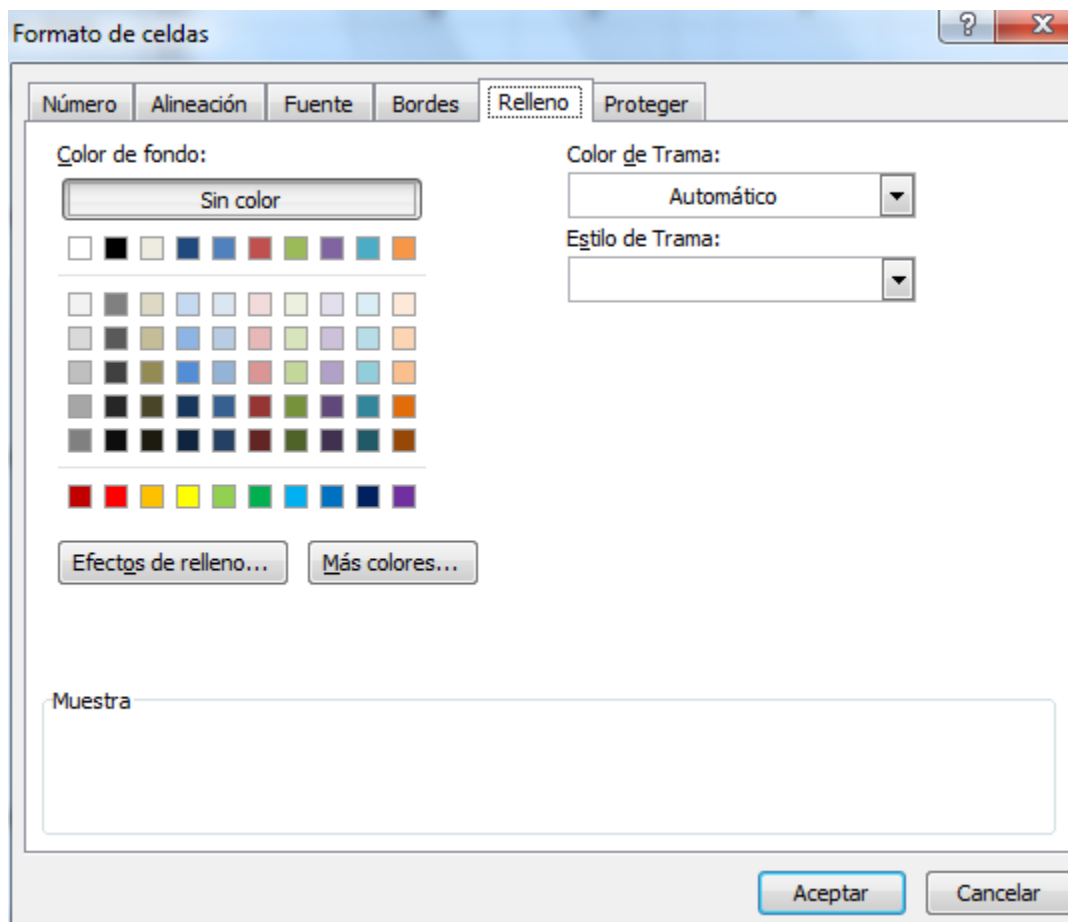 Formato de celdas
Número Alineación Fuente Bordes Relleno Proteger
Color de fondo:
Sin color
Color de Trama:
Automático
Estilo de Trama:
Efectos de relleno... Más colores...
Muestra
Aceptar Cancelar